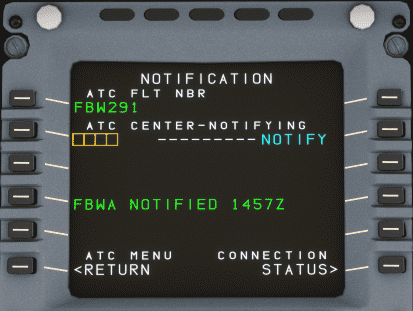 NOTIFICATION
ATC FLT NBR
FBW291
ATC CENTER-NOTIFYING
---------NOTIFY
FBWA NOTIFIED 1457Z
ATC MENU CONNECTION
<RETURN STATUS>